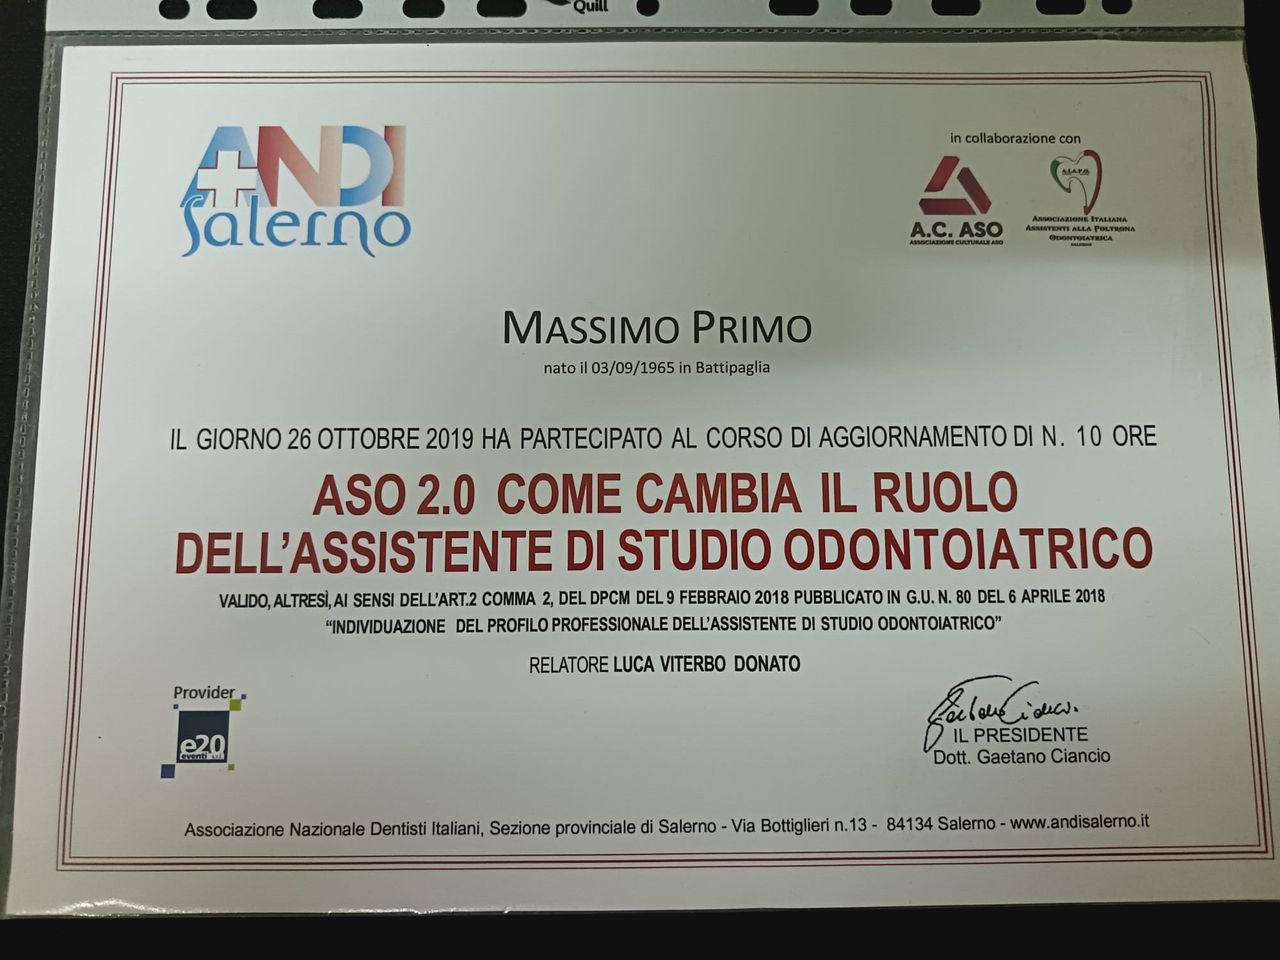 Quill
ANDI
Salerno
in collaborazione con
A.C. ASO
ASSOCIAZIONE CULTURALE ASO
A.I.A.P.O.
ASSOCIAZIONE ITALIANA
ASSISTENTI ALLA POLTRONA
ODONTOIATRICA
SALERNO
MASSIMO PRIMO
nato il 03/09/1965 in Battipaglia
IL GIORNO 26 OTTOBRE 2019 HA PARTECIPATO AL CORSO DI AGGIORNAMENTO DI N. 10 ORE
ASO 2.0 COME CAMBIA IL RUOLO
DELL'ASSISTENTE DI STUDIO ODONTOIATRICO
VALIDO, ALTRESÌ, AI SENSI DELL'ART.2 COMMA 2, DEL DPCM DEL 9 FEBBRAIO 2018 PUBBLICATO IN G.U. N. 80 DEL 6 APRILE 2018
“INDIVIDUAZIONE DEL PROFILO PROFESSIONALE DELL'ASSISTENTE DI STUDIO ODONTOIATRICO”
RELATORE LUCA VITERBO DONATO
Provider
e20
eventi s.r.l
IL PRESIDENTE
Dott. Gaetano Ciancio
Associazione Nazionale Dentisti Italiani, Sezione provinciale di Salerno - Via Bottiglieri n.13 - 84134 Salerno - www.andisalerno.it